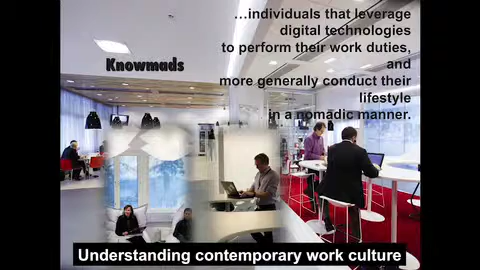 …individuals that leverage
digital technologies
to perform their work duties,
and
more generally conduct their
lifestyle
in a nomadic manner.
Knowmads
Understanding contemporary work culture